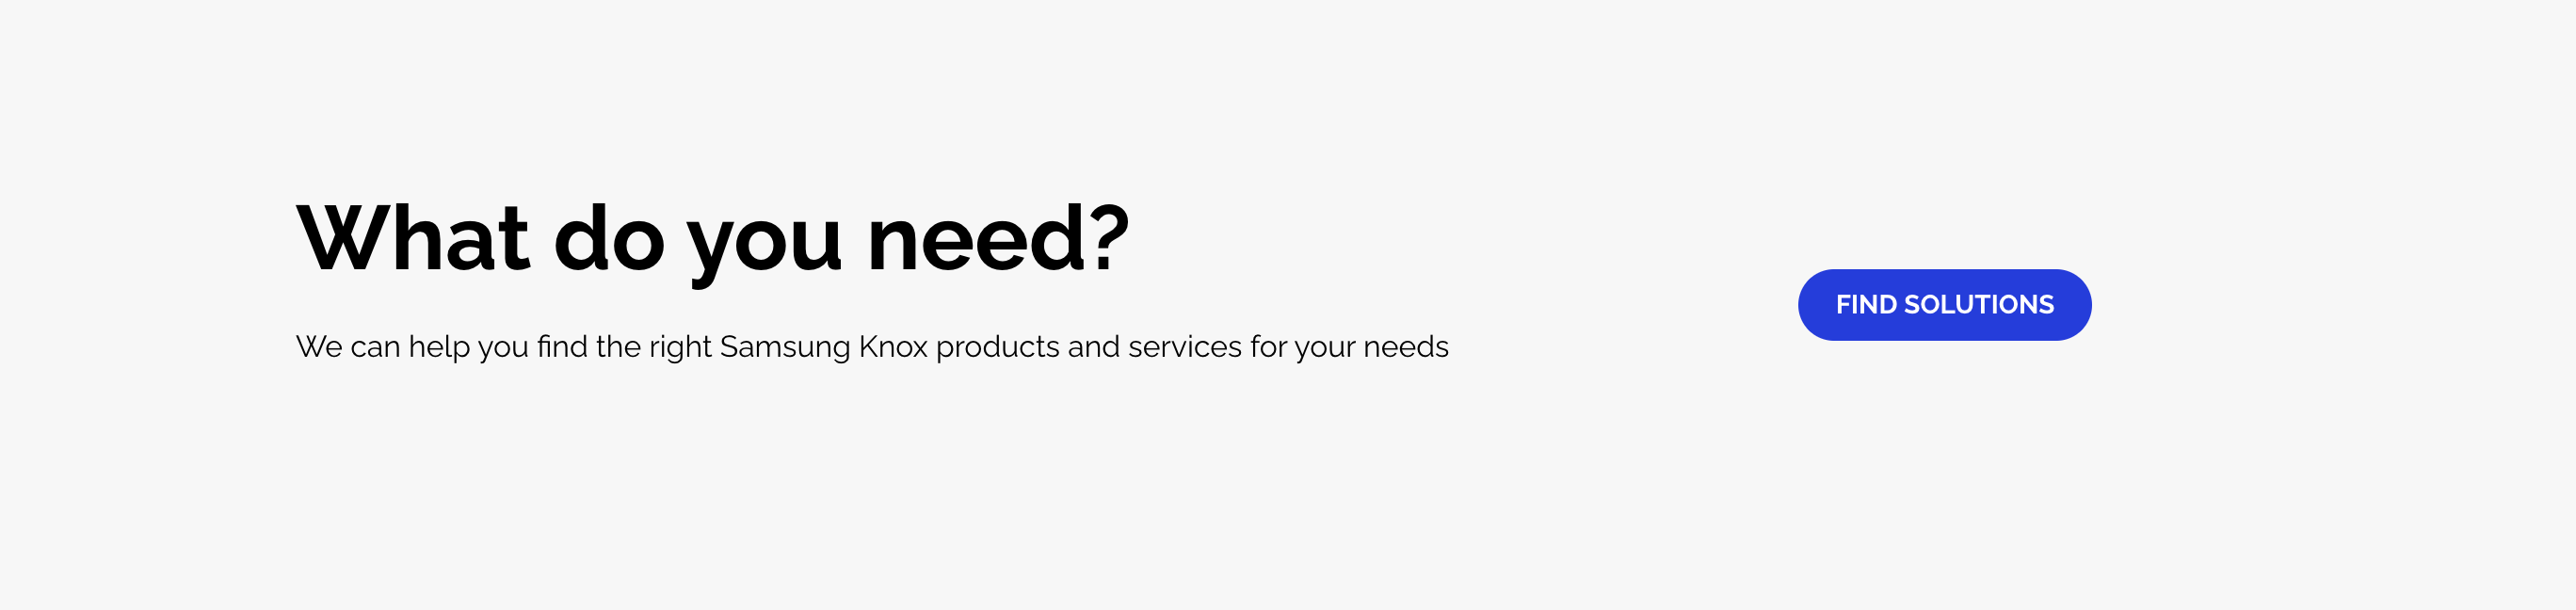 What do you need?
We can help you find the right Samsung Knox products and services for your needs
FIND SOLUTIONS